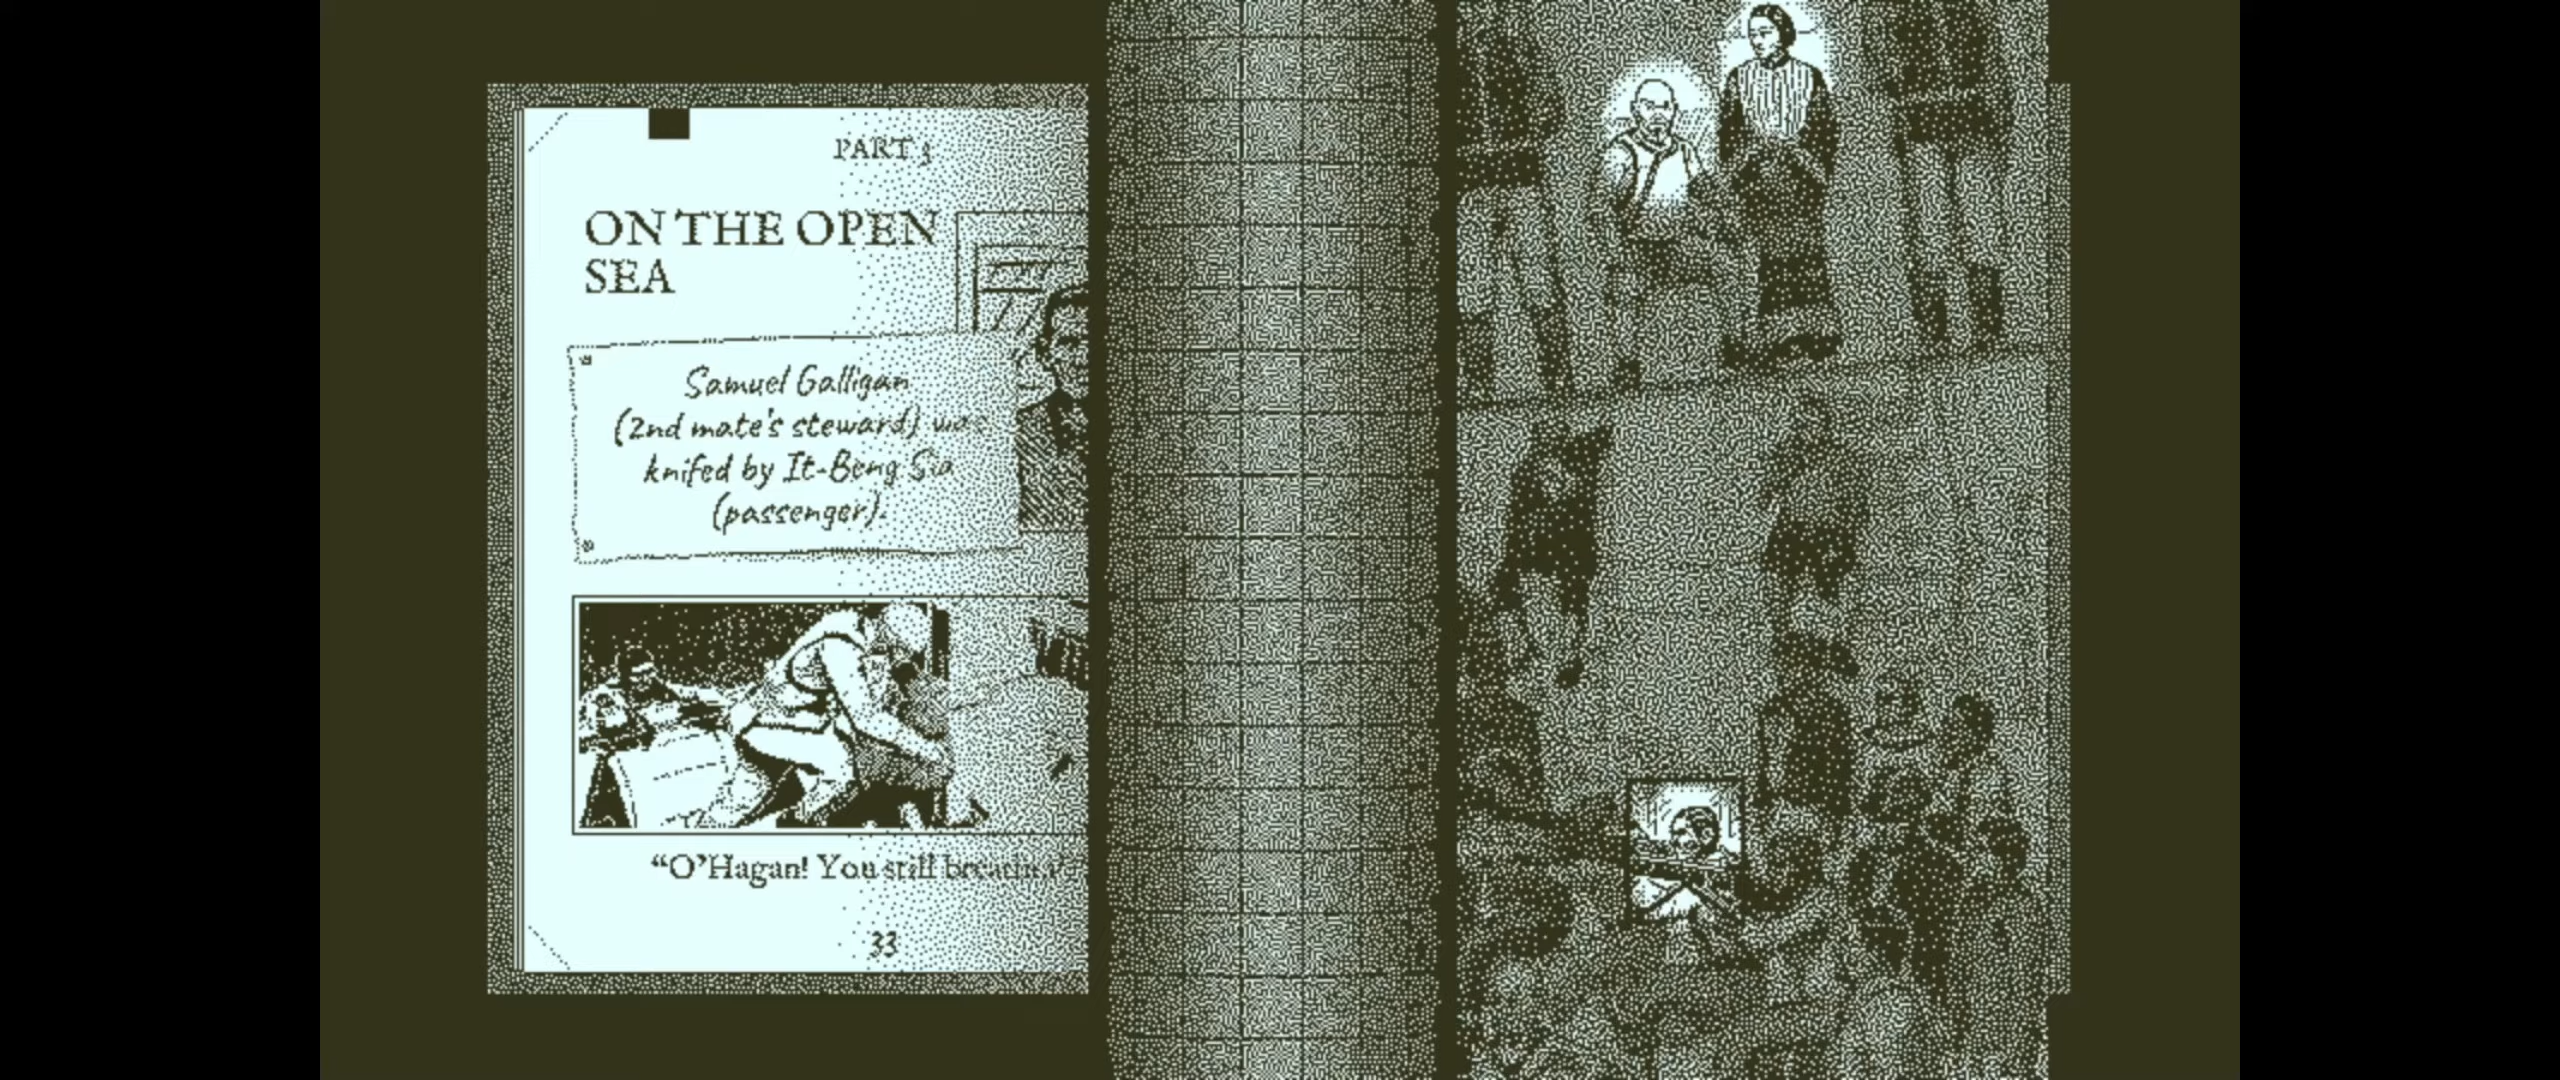 PART 3
ON THE OPEN
SEA
Samuel Galligan
(2nd mate's steward) was
knifed by It-Beng Sia
(passenger).
"O'Hagan! You still
33